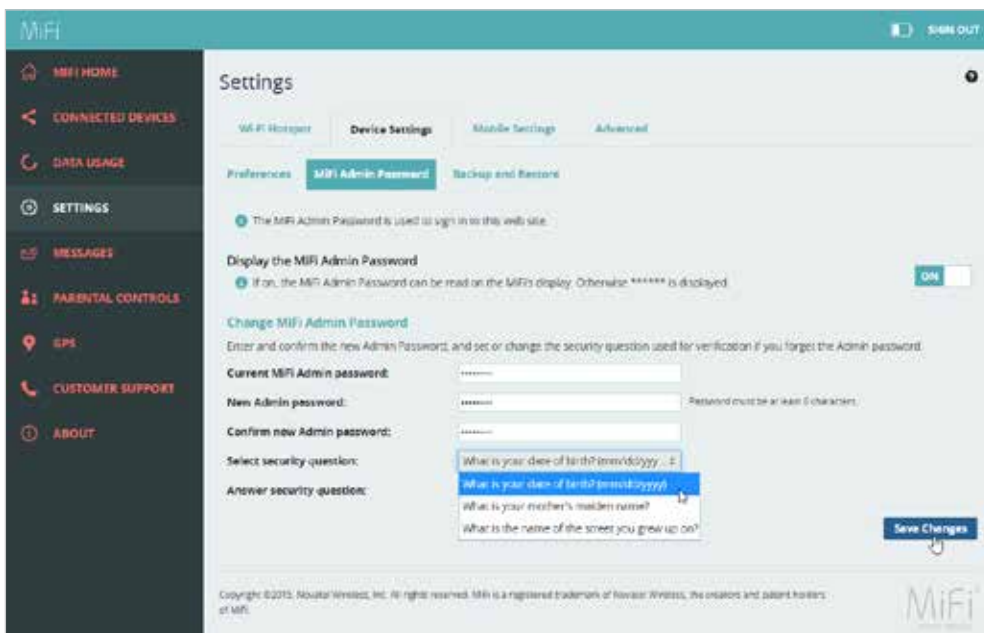 MiFi
SIGN OUT
MIFI HOME
CONNECTED DEVICES
DATA USAGE
SETTINGS
MESSAGES
PARENTAL CONTROLS
GPS
CUSTOMER SUPPORT
ABOUT
Settings
Wi-Fi Hotspot Device Settings Mobile Settings Advanced
Preferences MiFi Admin Password Backup and Restore
The MiFi Admin Password is used to sign in to this web site.
Display the MiFi Admin Password
If on, the MiFi Admin Password can be read on the MiFi's display. Otherwise ****** is displayed.
ON
Change MiFi Admin Password
Enter and confirm the new Admin Password, and set or change the security question used for verification if you forget the Admin password.
Current MiFi Admin password:
New Admin password: Password must be at least characters.
Confirm new Admin password:
Select security question: What is your date of birth? (mm/dd/yyyy
What is your date of birth? (mm/dd/yyyy)
Answer security question:
What is your mother's maiden name?
What is the name of the street you grew up on?
Save Changes
Copyright ©2015. Novatel Wireless, Inc. All rights reserved. MiFi is a registered trademark of Novatel Wireless, the creators and patent holders
of MiFi.
MiFi